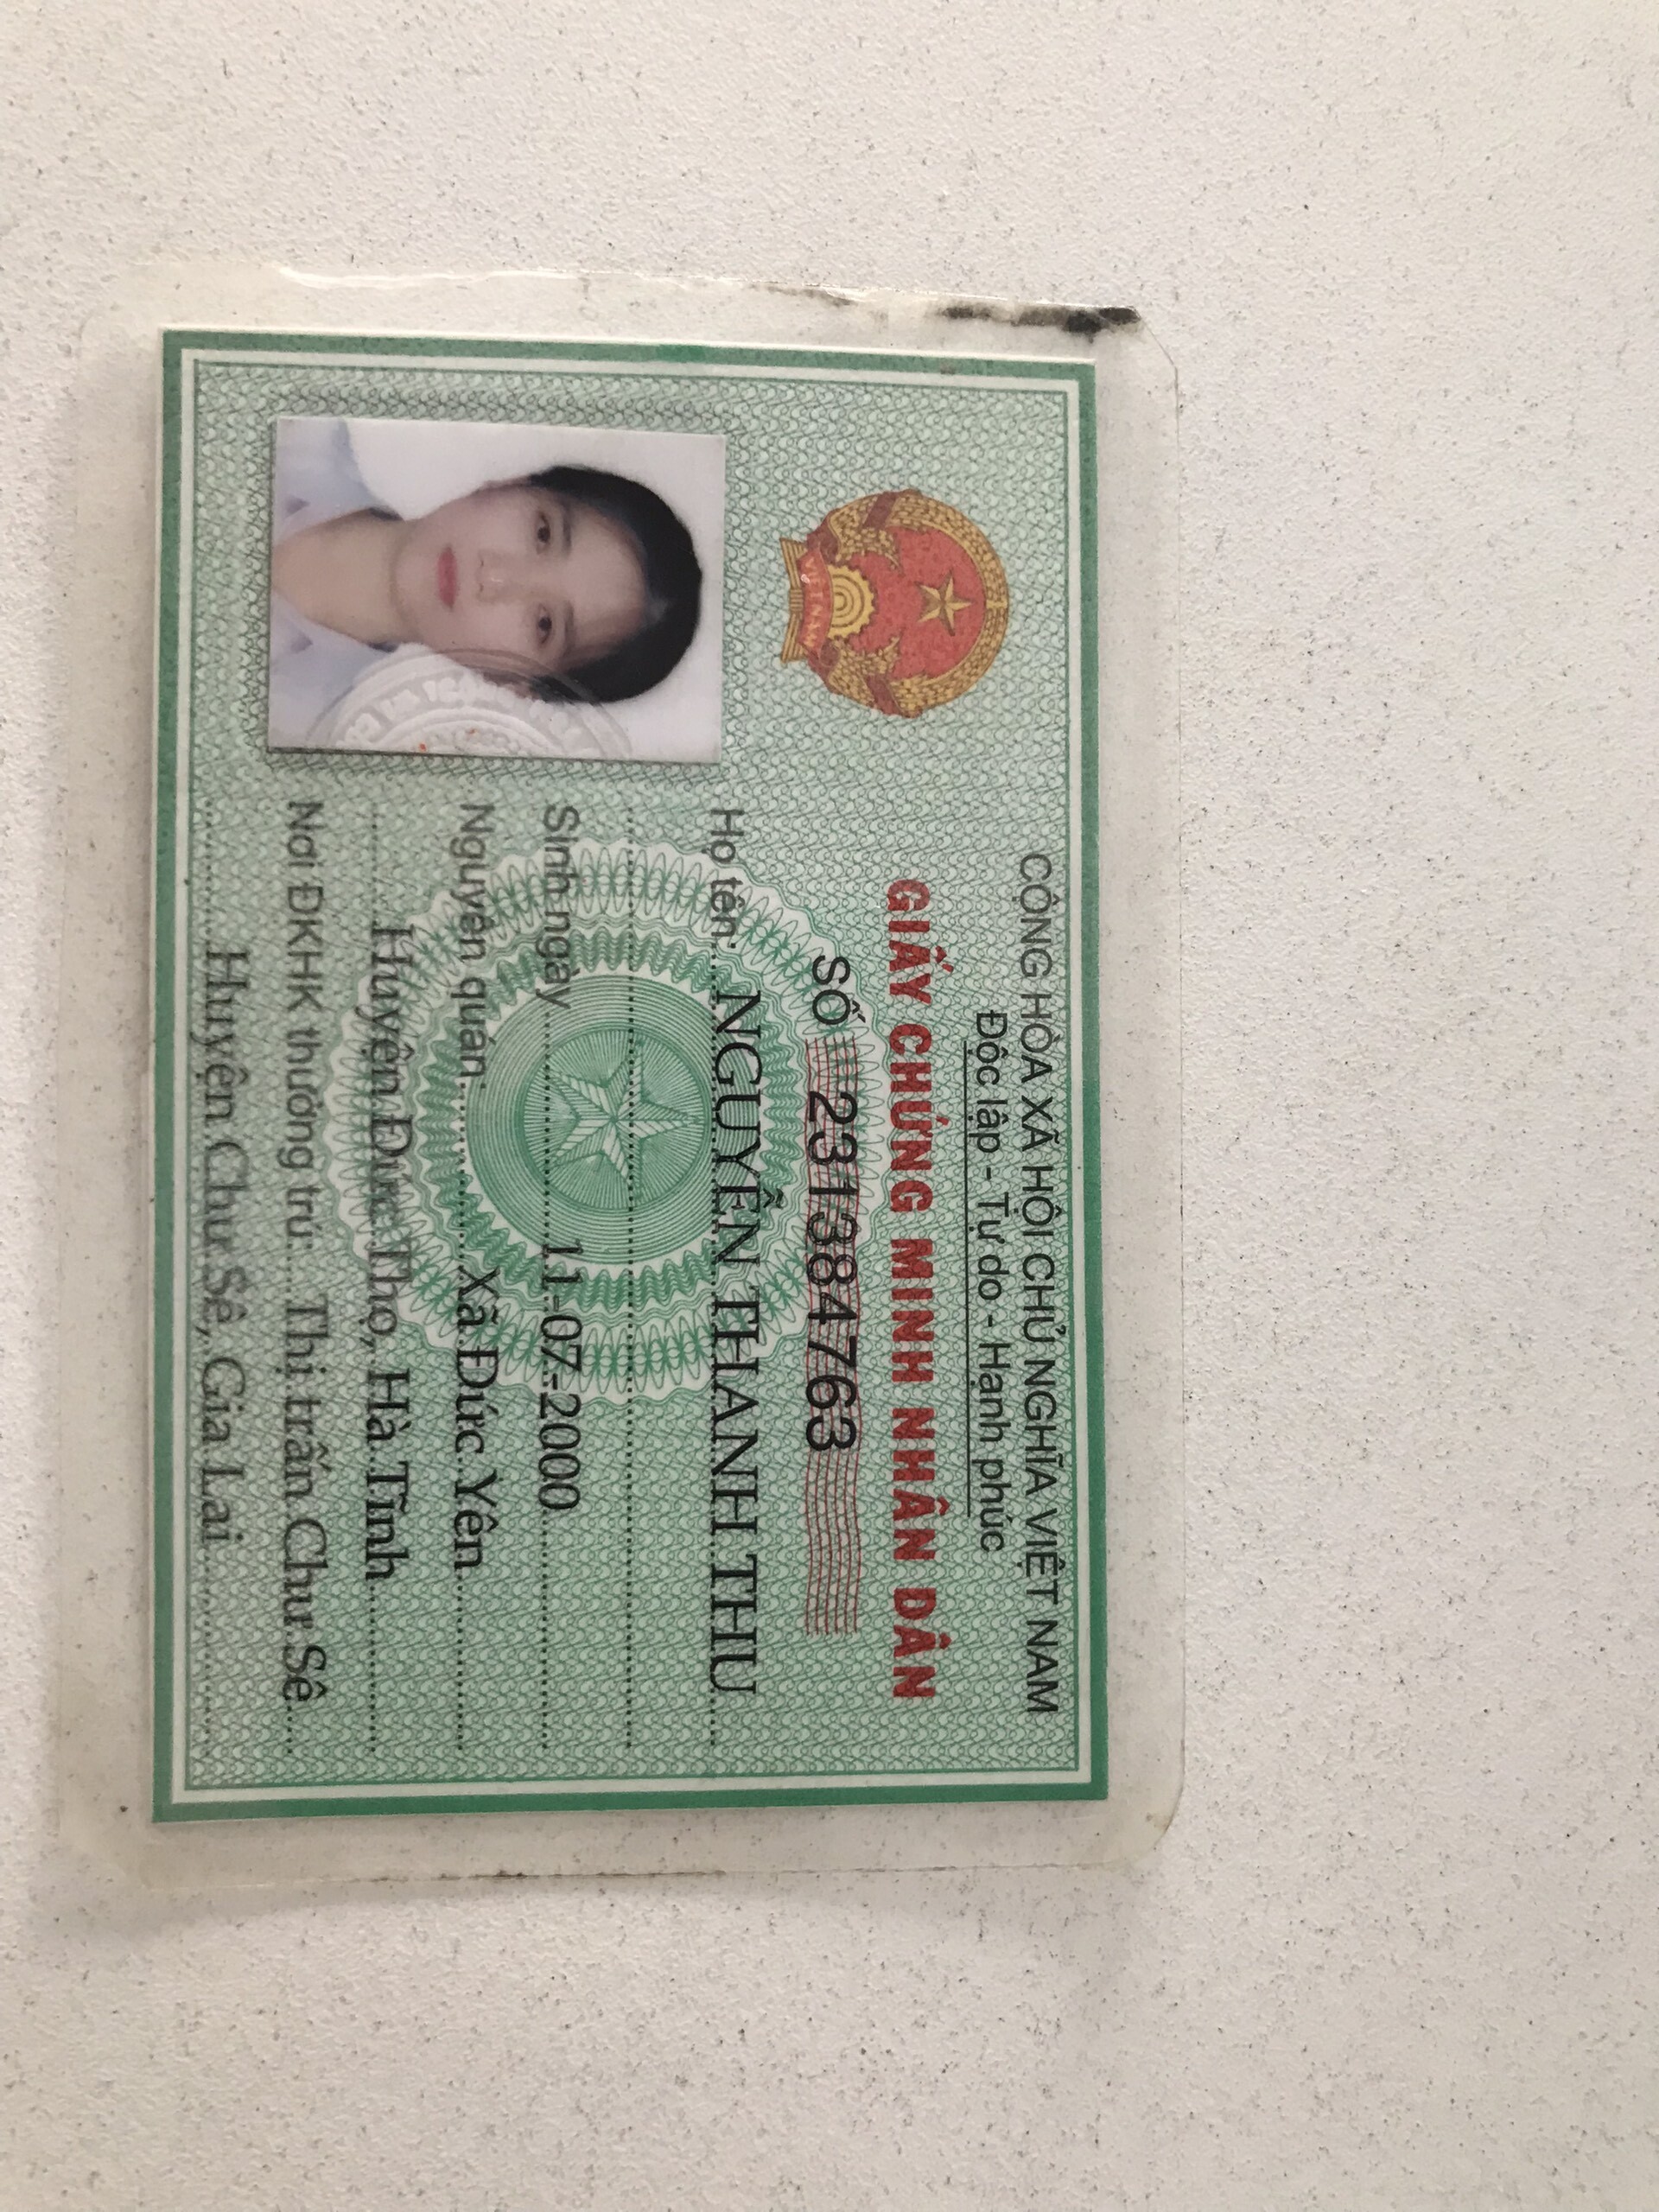 CỘNG HÒA XÃ HỘI CHỦ NGHĨA VIỆT NAM
Độc lập - Tự do - Hạnh phúc
GIẤY CHỨNG MINH NHÂN DÂN
SỐ 231384763
Họ tên: NGUYỄN THANH THU
Sinh ngày 11-07-2000
Nguyên quán: Xã Đức Yên
Huyện Đức Thọ, Hà Tĩnh
Nơi ĐKHK thường trú: Thị trấn Chư Sê
Huyện Chư Sê, Gia Lai
VIỆT NAM